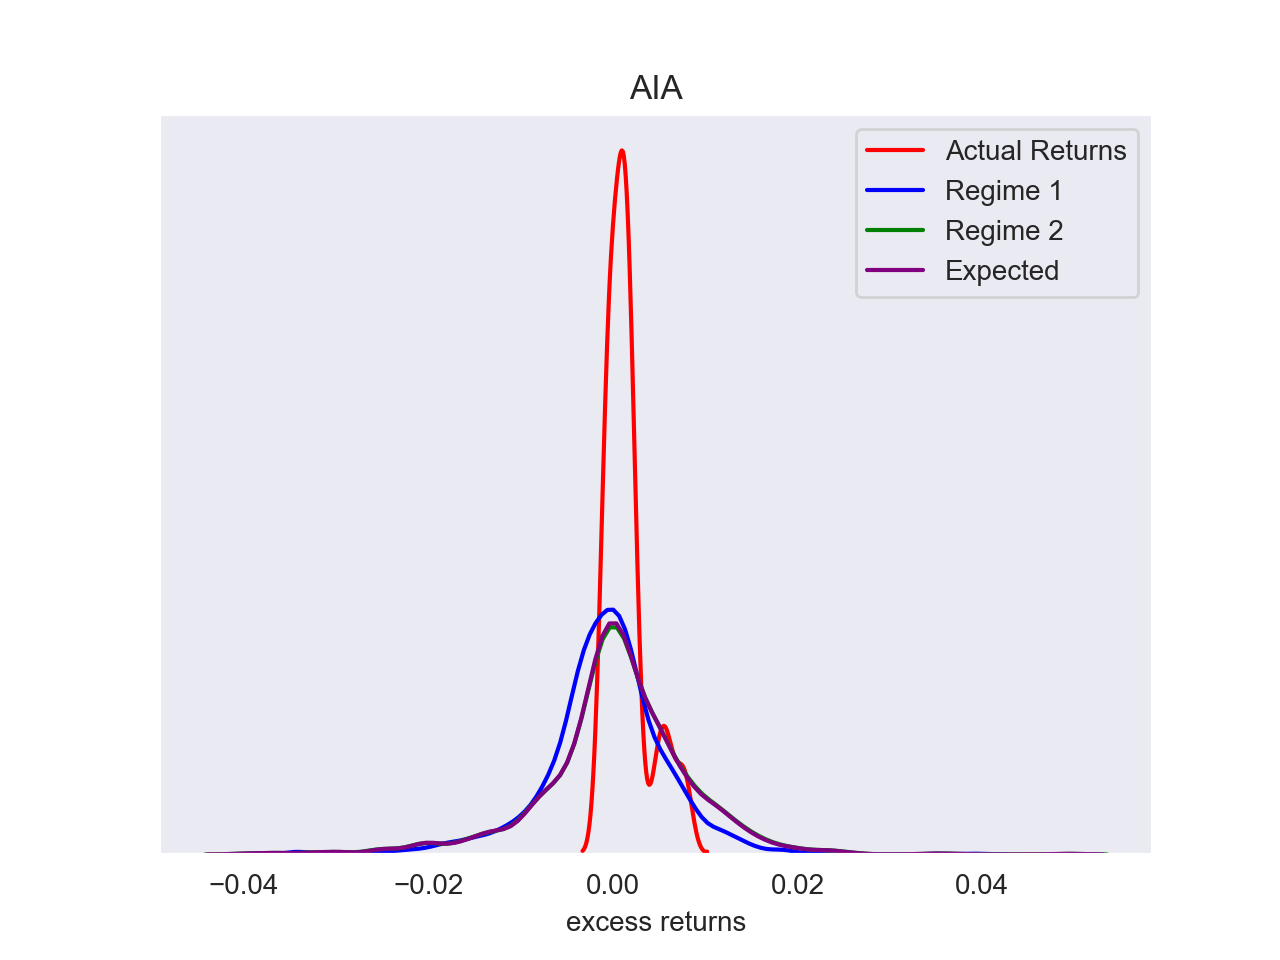 AIA
Actual Returns
Regime 1
Regime 2
Expected
−0.04 −0.02 0.00 0.02 0.04
excess returns